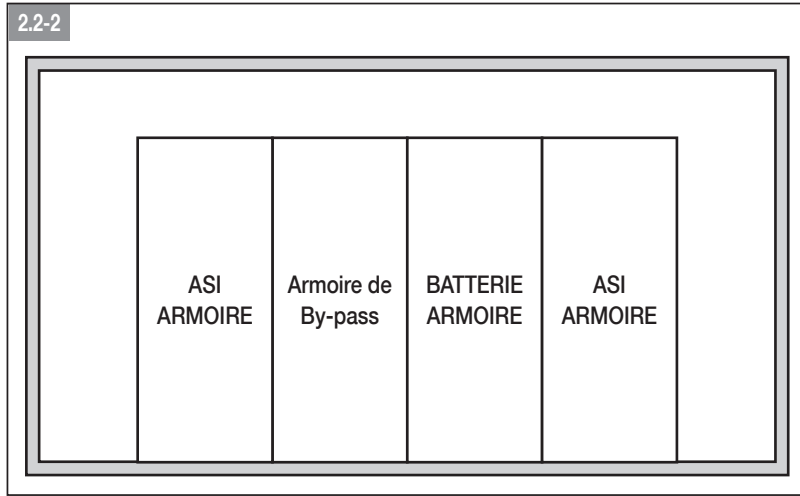 2.2-2
ASI
ARMOIRE
Armoire de
By-pass
BATTERIE
ARMOIRE
ASI
ARMOIRE